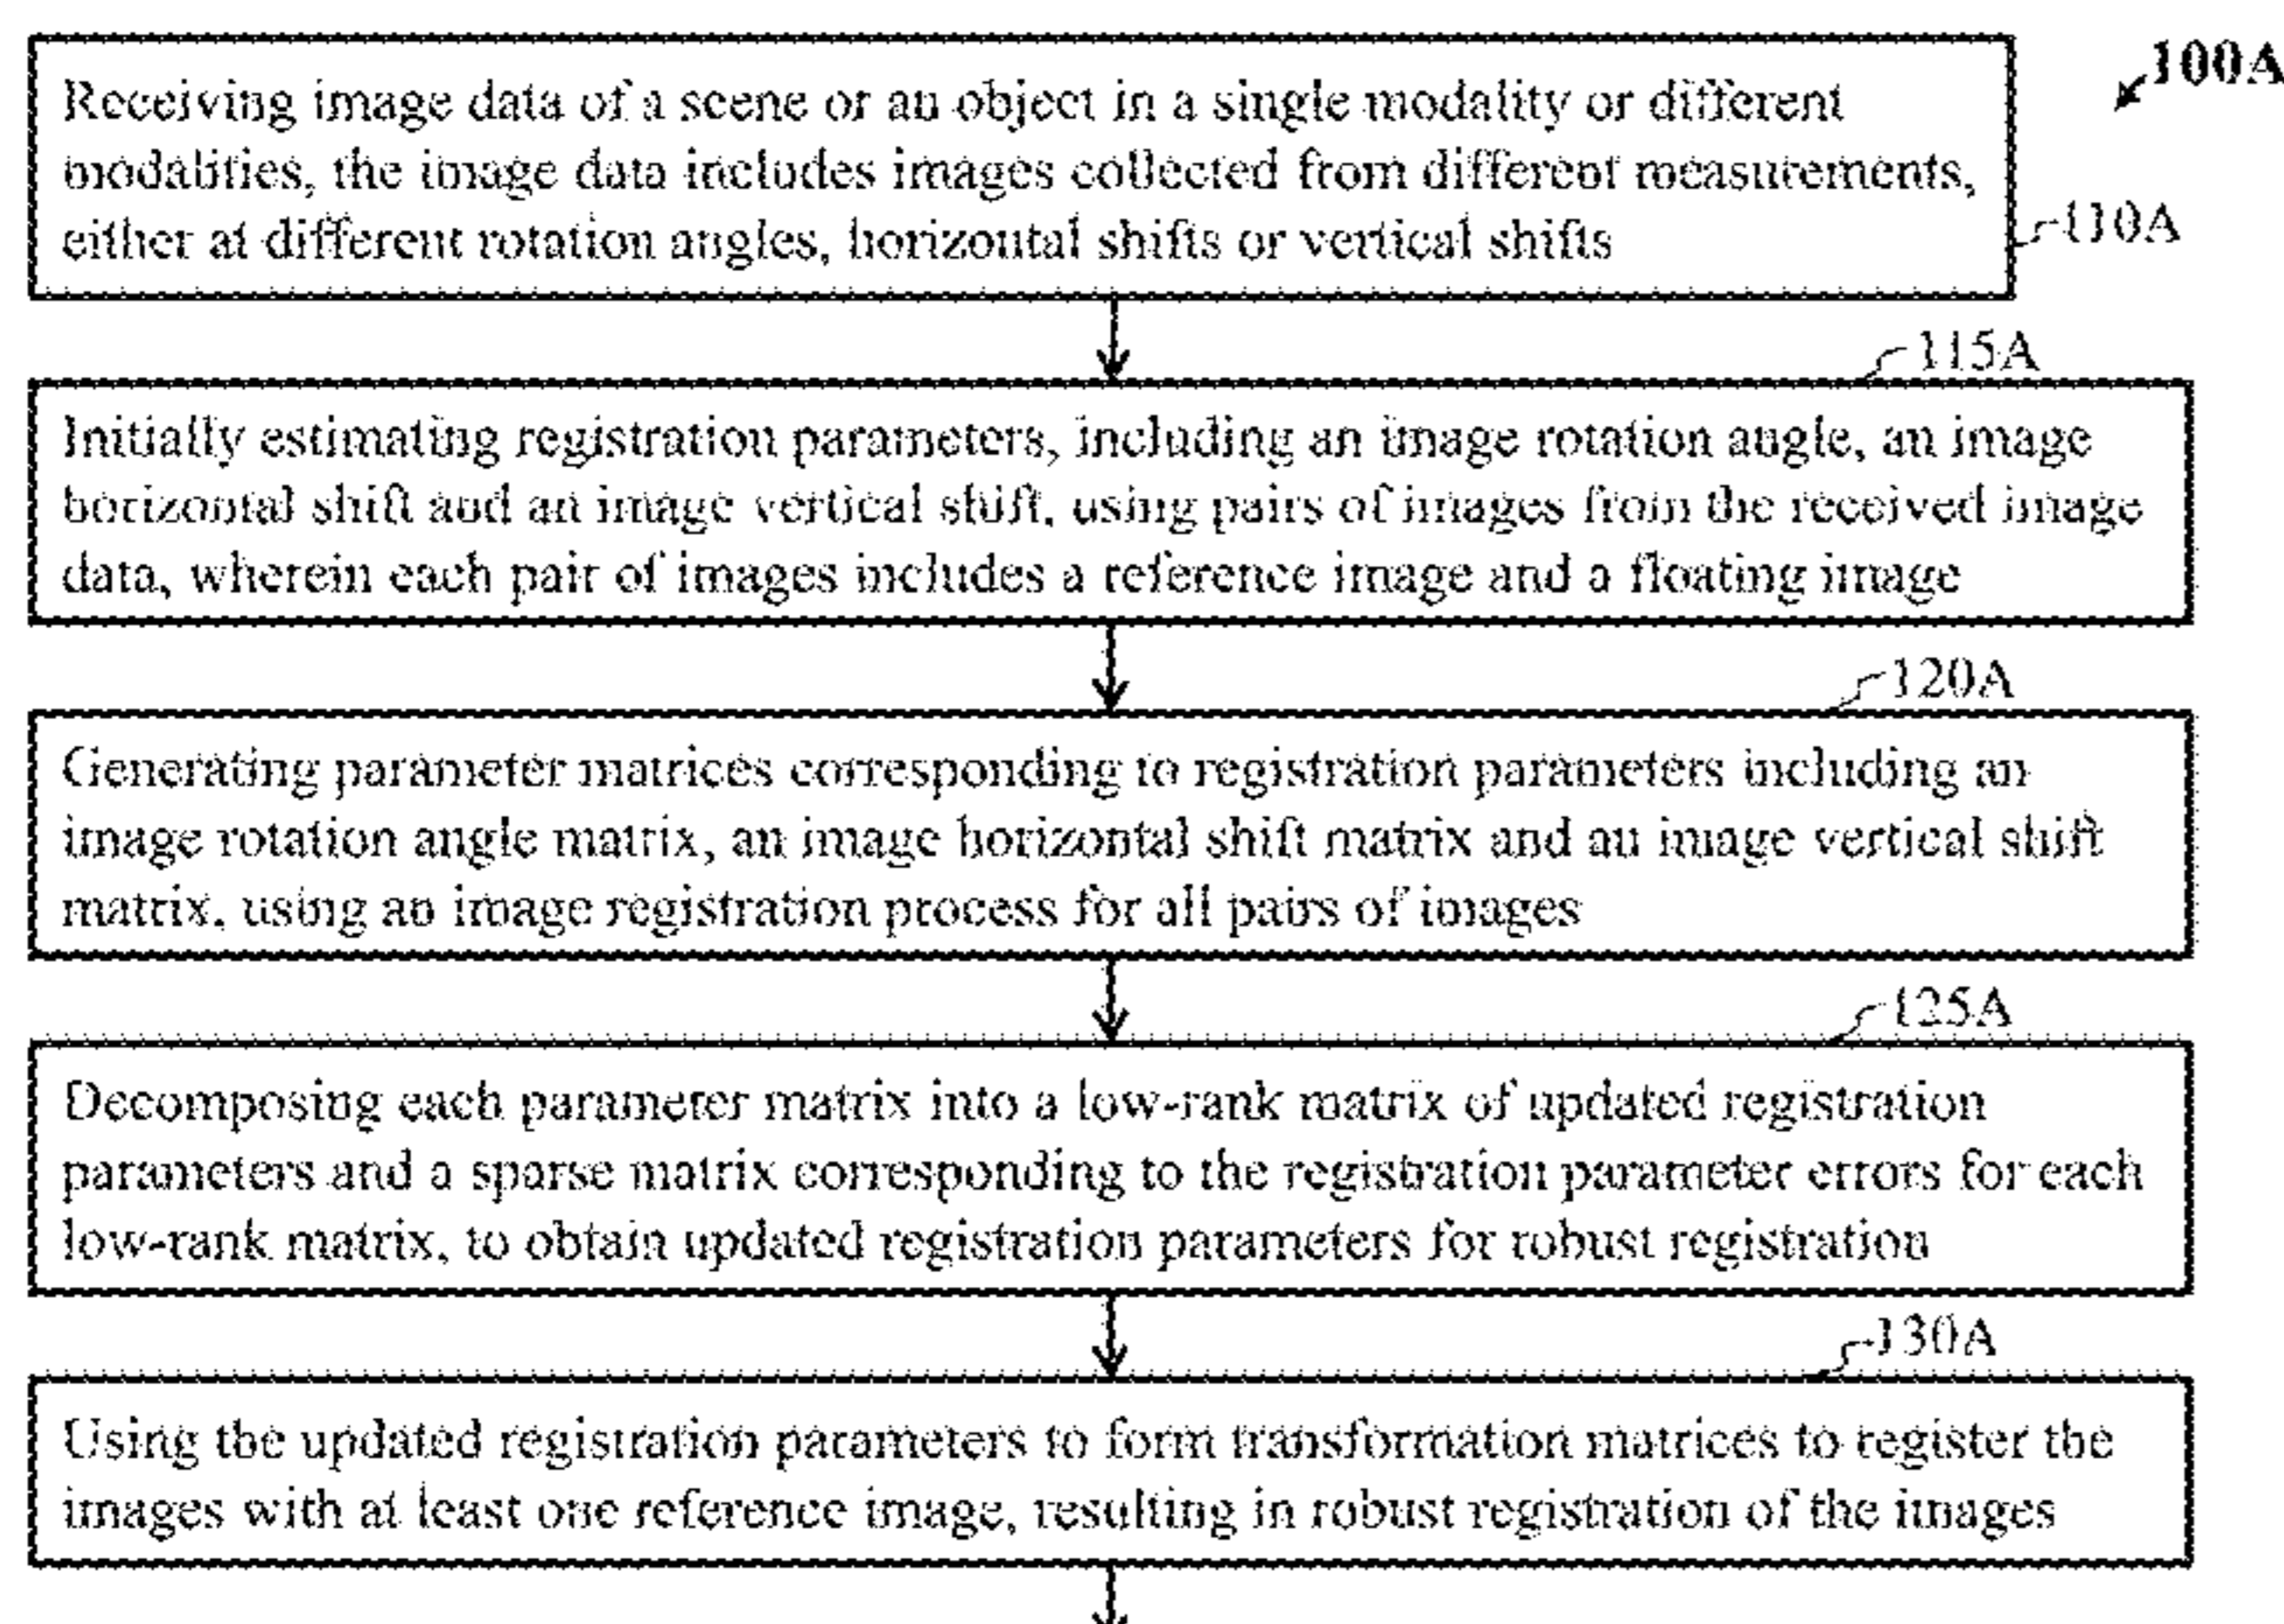 100A
Receiving image data of a scene or an object in a single modality or different
modalities, the image data includes images collected from different measurements,
either at different rotation angles, horizontal shifts or vertical shifts
110A
115A
Initially estimating registration parameters, including an image rotation angle, an image
horizontal shift and an image vertical shift, using pairs of images from the received image
data, wherein each pair of images includes a reference image and a floating image
120A
Generating parameter matrices corresponding to registration parameters including an
image rotation angle matrix, an image horizontal shift matrix and an image vertical shift
matrix, using an image registration process for all pairs of images
125A
Decomposing each parameter matrix into a low-rank matrix of updated registration
parameters and a sparse matrix corresponding to the registration parameter errors for each
low-rank matrix, to obtain updated registration parameters for robust registration
130A
Using the updated registration parameters to form transformation matrices to register the
images with at least one reference image, resulting in robust registration of the images